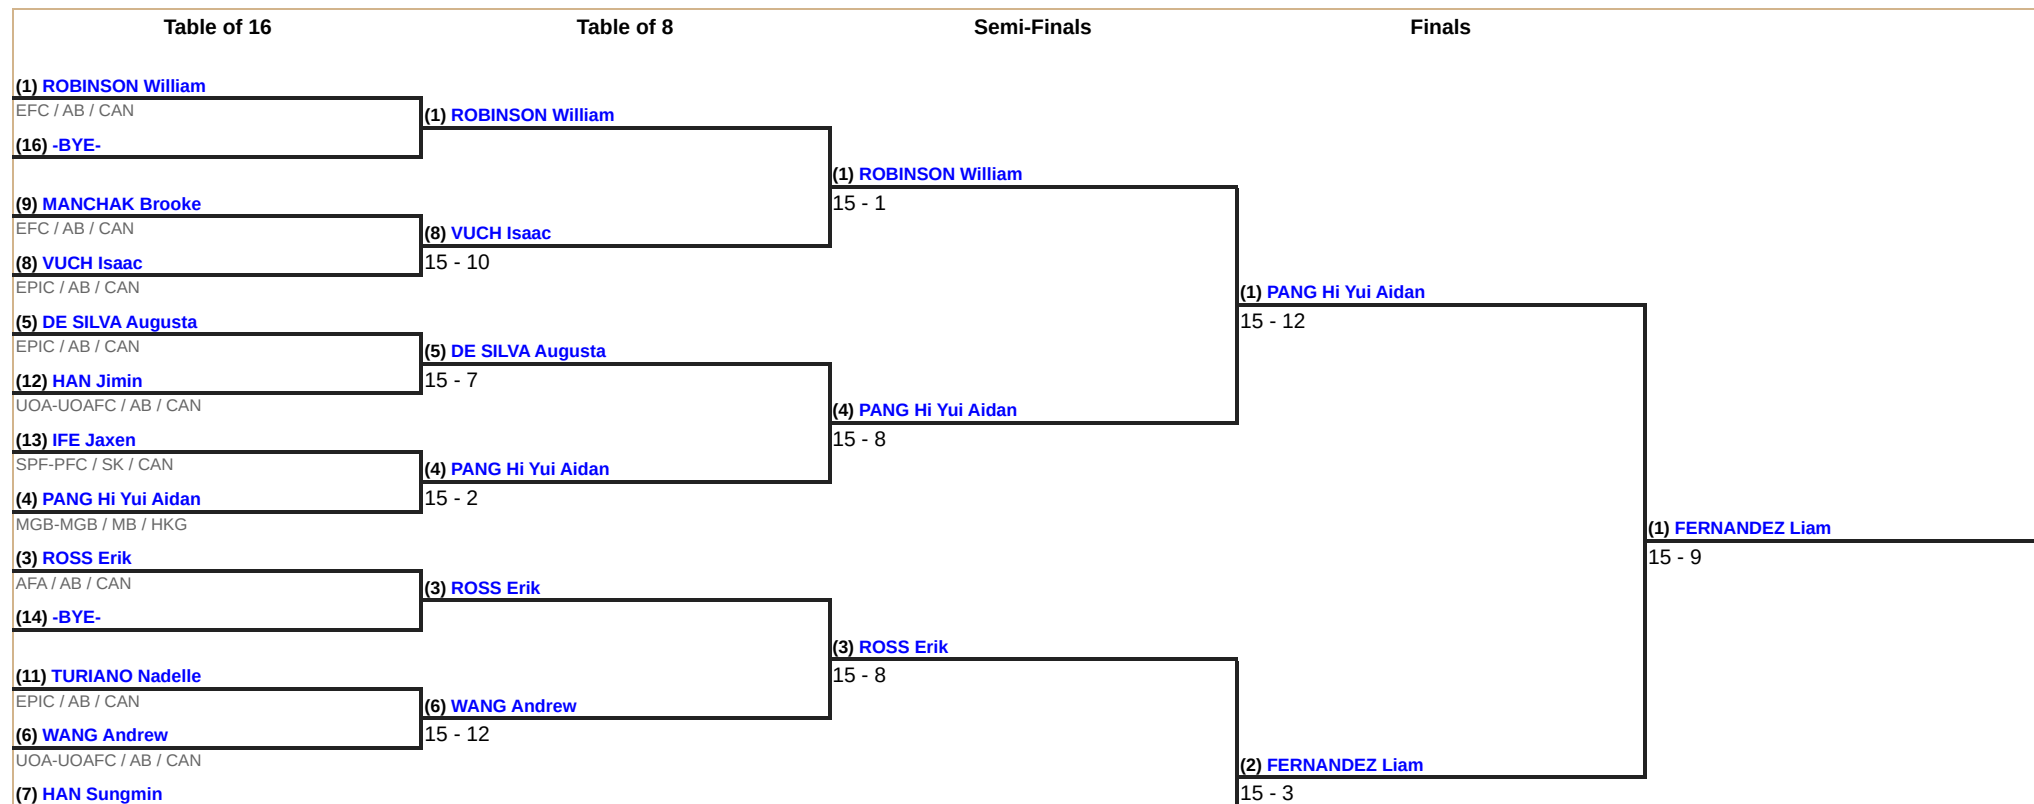 Table of 16
Table of 8
Semi-Finals
Finals
(1) ROBINSON William
EFC / AB / CAN
(16) -BYE-
(9) MANCHAK Brooke
EFC / AB / CAN
(8) VUCH Isaac
EPIC / AB / CAN
(5) DE SILVA Augusta
EPIC / AB / CAN
(12) HAN Jimin
UOA-UOAFC / AB / CAN
(13) IFE Jaxen
SPF-PFC / SK / CAN
(4) PANG Hi Yui Aidan
MGB-MGB / MB / HKG
(3) ROSS Erik
AFA / AB / CAN
(14) -BYE-
(11) TURIANO Nadelle
EPIC / AB / CAN
(6) WANG Andrew
UOA-UOAFC / AB / CAN
(7) HAN Sungmin
(1) ROBINSON William
(8) VUCH Isaac
15 - 10
(5) DE SILVA Augusta
15 - 7
(4) PANG Hi Yui Aidan
15 - 2
(3) ROSS Erik
(6) WANG Andrew
15 - 12
(1) ROBINSON William
15 - 1
(4) PANG Hi Yui Aidan
15 - 8
(3) ROSS Erik
15 - 8
(1) PANG Hi Yui Aidan
15 - 12
(2) FERNANDEZ Liam
15 - 3
(1) FERNANDEZ Liam
15 - 9